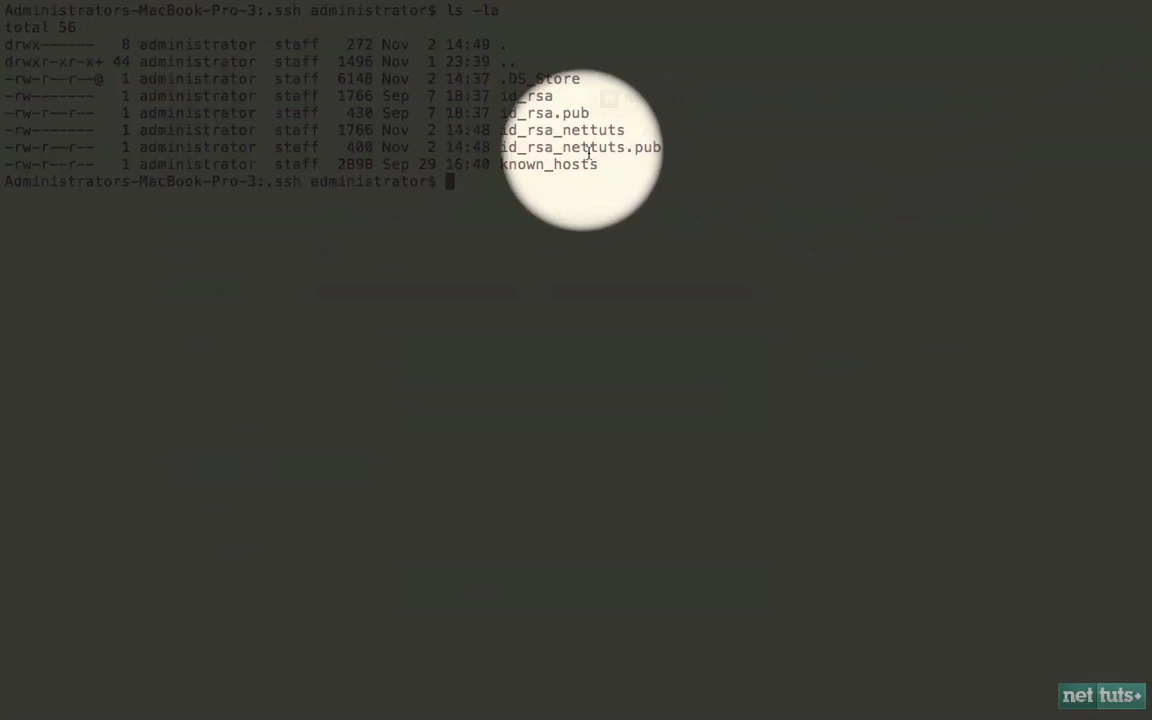 Administrators-MacBook-Pro-3:.ssh administrator$ ls -la
total 56
drwx------   8 administrator  staff   272 Nov  2 14:49 .
drwxr-xr-x+ 44 administrator  staff  1496 Nov  1 23:39 ..
-rw-r--r--@  1 administrator  staff  6148 Nov  2 14:37 .DS_Store
-rw-------   1 administrator  staff  1766 Sep  7 18:37 id_rsa
-rw-r--r--   1 administrator  staff   430 Sep  7 18:37 id_rsa.pub
-rw-------   1 administrator  staff  1766 Nov  2 14:48 id_rsa_nettuts
-rw-r--r--   1 administrator  staff   400 Nov  2 14:48 id_rsa_nettuts.pub
-rw-r--r--   1 administrator  staff  2898 Sep 29 16:40 known_hosts
Administrators-MacBook-Pro-3:.ssh administrator$
net tuts+